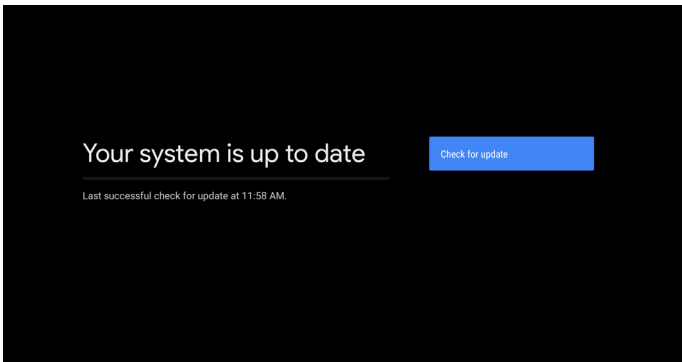 Your system is up to date
Check for update
Last successful check for update at 11:58 AM.